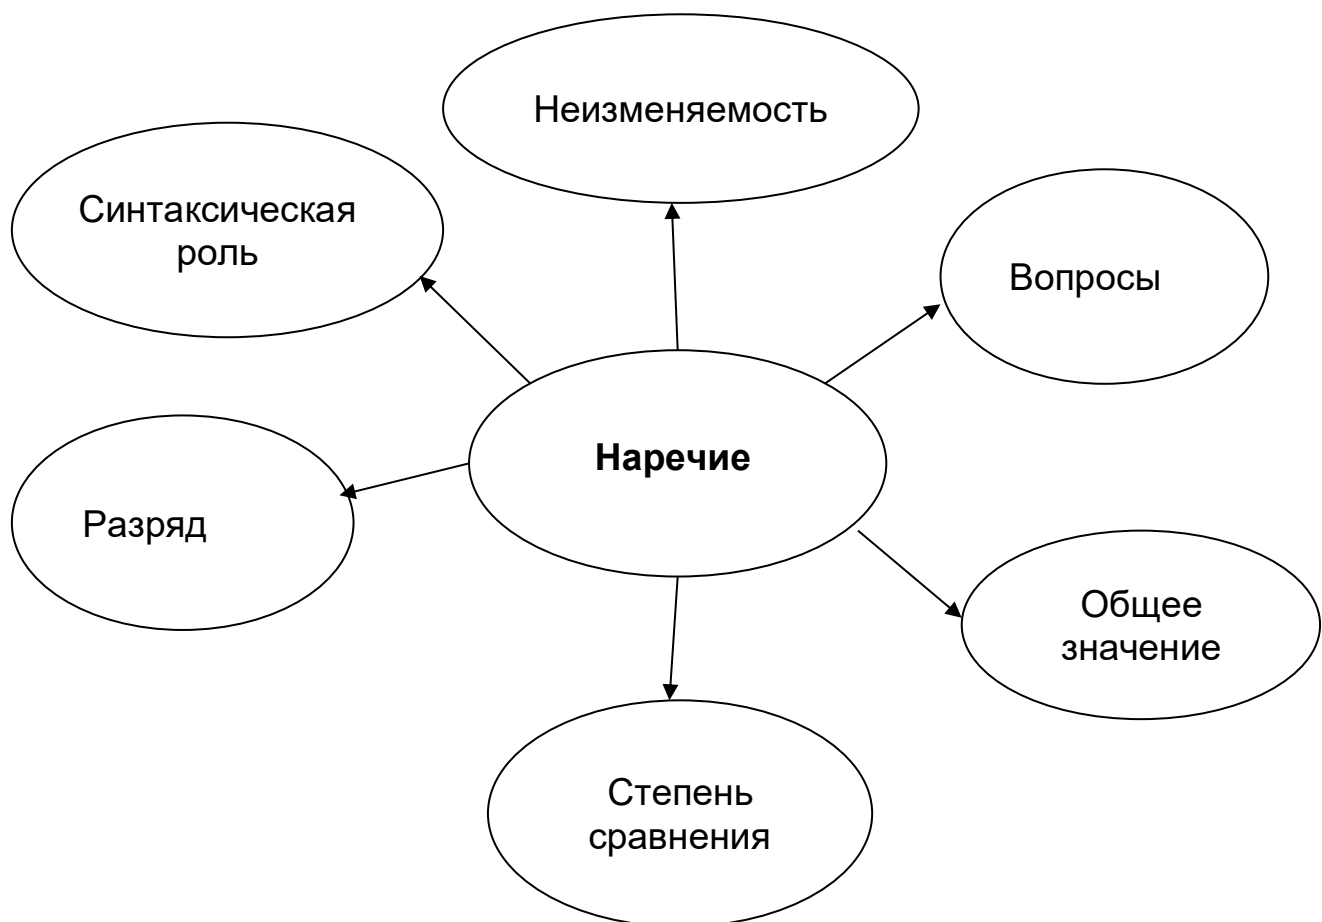 Неизменяемость
Синтаксическая
роль
Вопросы
Наречие
Разряд
Общее
значение
Степень
сравнения